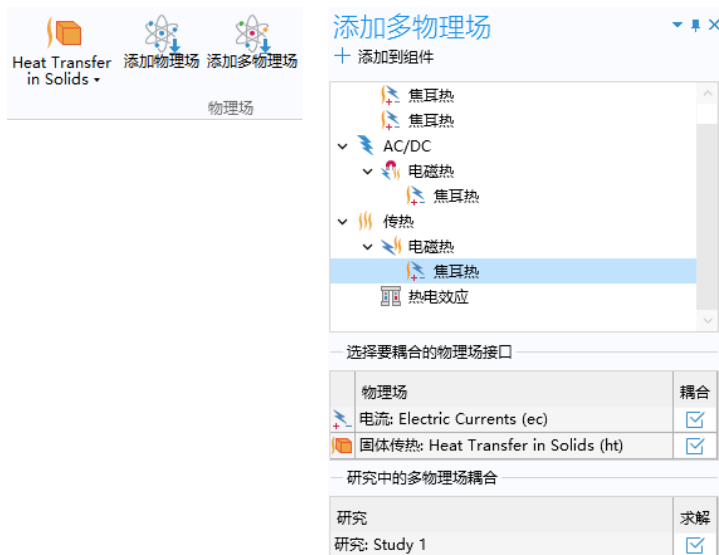 Heat Transfer
in Solids
添加物理场
添加多物理场
物理场
添加多物理场
添加到组件
焦耳热
焦耳热
AC/DC
电磁热
焦耳热
传热
电磁热
焦耳热
热电效应
选择要耦合的物理场接口
物理场
耦合
电流: Electric Currents (ec)
固体传热: Heat Transfer in Solids (ht)
研究中的多物理场耦合
研究
求解
研究: Study 1